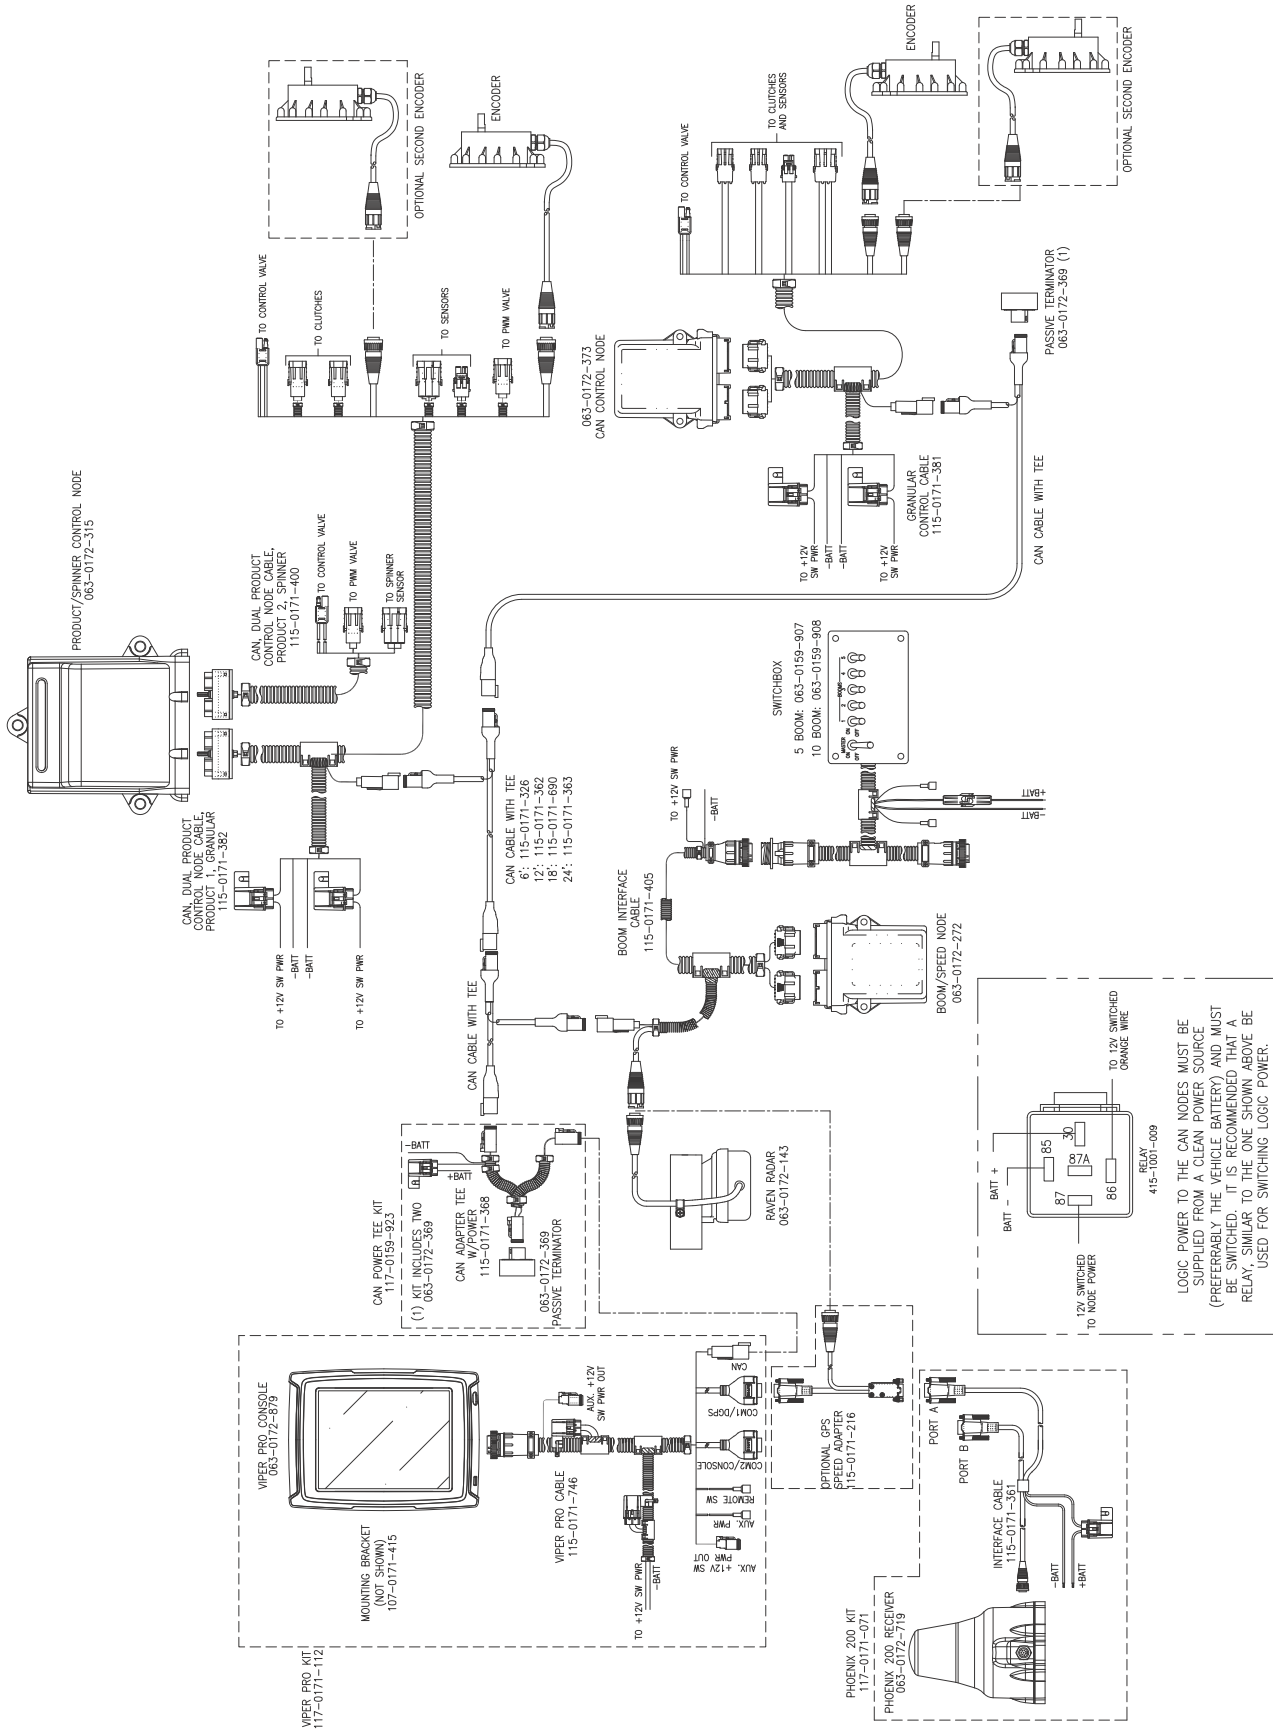 PRODUCT/SPINNER CONTROL NODE
063-0172-315
CAN, DUAL PRODUCT
CONTROL NODE CABLE,
PRODUCT 2, SPINNER
115-0171-400
TO CONTROL VALVE
TO PWM VALVE
TO SPINNER
SENSOR
CAN, DUAL PRODUCT
CONTROL NODE CABLE,
PRODUCT 1, GRANULAR
115-0171-382
TO +12V SW PWR
-BATT
-BATT
TO +12V SW PWR
OPTIONAL SECOND ENCODER
ENCODER
TO CONTROL VALVE
TO CLUTCHES
TO SENSORS
TO PWM VALVE
ENCODER
OPTIONAL SECOND ENCODER
TO CONTROL VALVE
TO CLUTCHES
AND SENSORS
063-0172-373
CAN CONTROL NODE
GRANULAR
CONTROL CABLE
115-0171-381
TO +12V
SW PWR
-BATT
-BATT
TO +12V
SW PWR
PASSIVE TERMINATOR
063-0172-369 (1)
CAN CABLE WITH TEE
CAN CABLE WITH TEE
6': 115-0171-326
12': 115-0171-362
18': 115-0171-690
24': 115-0171-363
SWITCHBOX
5 BOOM: 063-0159-907
10 BOOM: 063-0159-908
MASTER
ON
OFF
BOOMS
1
2
3
4
5
ON
OFF
+BATT
-BATT
TO +12V SW PWR
-BATT
BOOM INTERFACE
CABLE
115-0171-405
BOOM/SPEED NODE
063-0172-272
CAN CABLE WITH TEE
CAN POWER TEE KIT
117-0159-923
(1) KIT INCLUDES TWO
063-0172-369
CAN ADAPTER TEE
W/POWER
115-0171-368
-BATT
+BATT
063-0172-369
PASSIVE TERMINATOR
RAVEN RADAR
063-0172-143
VIPER PRO KIT
117-0171-112
VIPER PRO CONSOLE
063-0172-879
MOUNTING BRACKET
(NOT SHOWN)
107-0171-415
VIPER PRO CABLE
115-0171-746
AUX. +12V
SW PWR OUT
TO +12V SW PWR
-BATT
CAN
COM1/DGPS
COM2/CONSOLE
REMOTE SW
AUX. PWR
AUX. +12V SW
PWR OUT
OPTIONAL GPS
SPEED ADAPTER
115-0171-216
PHOENIX 200 KIT
117-0171-071
PHOENIX 200 RECEIVER
063-0172-719
INTERFACE CABLE
115-0171-361
PORT A
PORT B
-BATT
+BATT
BATT +
BATT -
TO 12V SWITCHED
ORANGE WIRE
12V SWITCHED
TO NODE POWER
85
30
87A
87
86
RELAY
415-1001-009
LOGIC POWER TO THE CAN NODES MUST BE
SUPPLIED FROM A CLEAN POWER SOURCE
(PREFERRABLY THE VEHICLE BATTERY) AND MUST
BE SWITCHED. IT IS RECOMMENDED THAT A
RELAY, SIMILAR TO THE ONE SHOWN ABOVE BE
USED FOR SWITCHING LOGIC POWER.